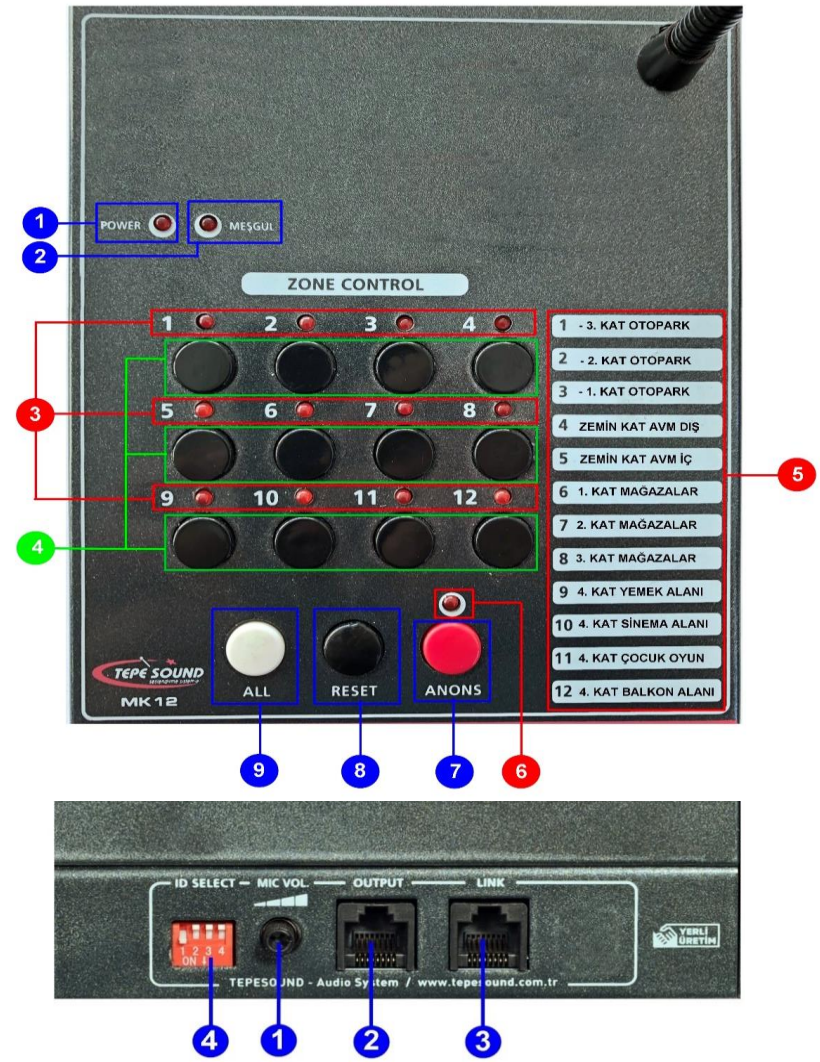 1
POWER
MEŞGUL
2
ZONE CONTROL
1 2 3 4
5 6 7 8
9 10 11 12
3
4
1 - 3. KAT OTOPARK
2 - 2. KAT OTOPARK
3 - 1. KAT OTOPARK
4 ZEMİN KAT AVM DIŞ
5 ZEMİN KAT AVM İÇ
6 1. KAT MAĞAZALAR
7 2. KAT MAĞAZALAR
8 3. KAT MAĞAZALAR
9 4. KAT YEMEK ALANI
10 4. KAT SİNEMA ALANI
11 4. KAT ÇOCUK OYUN
12 4. KAT BALKON ALANI
5
TEPE SOUND
MK12
ALL
RESET
ANONS
9
8
7
6
ID SELECT
MIC VOL.
OUTPUT
LINK
1 2 3 4
ON
YERLİ
ÜRETİM
TEPESOUND - Audio System / www.tepesound.com.tr
4
1
2
3